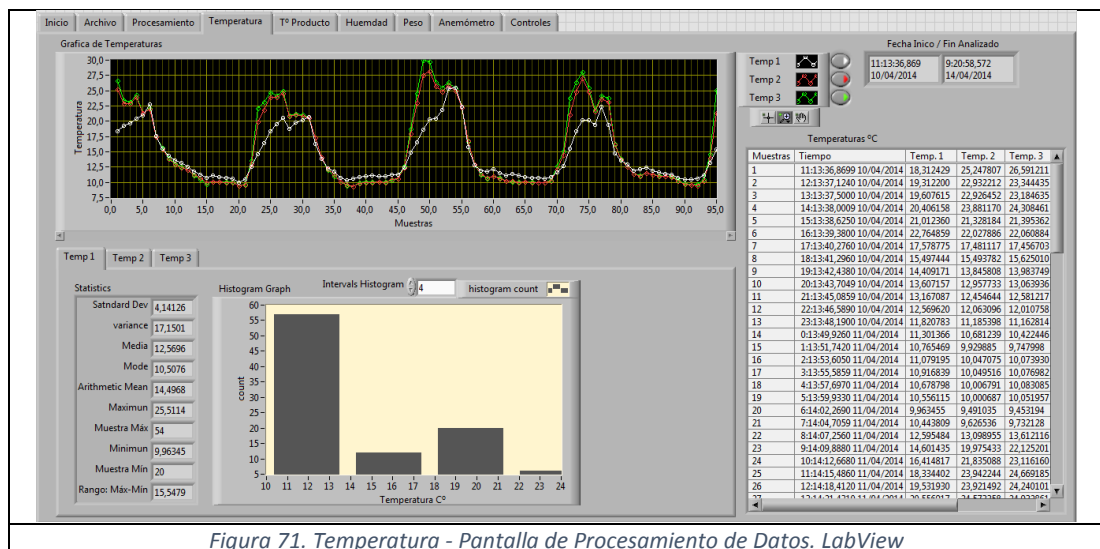 Inicio Archivo Procesamiento Temperatura Tº Producto Huemdad Peso Anemómetro Controles
Grafica de Temperaturas
Fecha Inico / Fin Analizado
11:13:36,869 9:20:58,572
10/04/2014 14/04/2014
Temp 1
Temp 2
Temp 3
Temperatura
30,0
27,5
25,0
22,5
20,0
17,5
15,0
12,5
10,0
7,5
0,0 5,0 10,0 15,0 20,0 25,0 30,0 35,0 40,0 45,0 50,0 55,0 60,0 65,0 70,0 75,0 80,0 85,0 90,0 95,0
Muestras
Temp 1 Temp 2 Temp 3
Statistics
Satndard Dev 4,14126
variance 17,1501
Media 12,5696
Mode 10,5076
Arithmetic Mean 14,4968
Maximun 25,5114
Muestra Máx 54
Minimun 9,96345
Muestra Mín 20
Rango: Máx-Mín 15,5479
Histogram Graph Intervals Histogram 4 histogram count
count
60
55
50
45
40
35
30
25
20
15
10
5
10 11 12 13 14 15 16 17 18 19 20 21 22 23 24
Temperatura Cº
Temperaturas ºC
Muestras Tiempo Temp. 1 Temp. 2 Temp. 3
1 11:13:36,8699 10/04/2014 18,312429 25,247807 26,591211
2 12:13:37,1240 10/04/2014 19,312200 22,932212 23,344435
3 13:13:37,5000 10/04/2014 19,607615 22,926452 23,184635
4 14:13:38,0009 10/04/2014 20,406158 23,881170 24,308461
5 15:13:38,6250 10/04/2014 21,012360 21,328184 21,395362
6 16:13:39,3800 10/04/2014 22,764859 22,027886 22,060884
7 17:13:40,2760 10/04/2014 17,578775 17,481117 17,456703
8 18:13:41,2960 10/04/2014 15,497444 15,493782 15,625010
9 19:13:42,4380 10/04/2014 14,409171 13,845808 13,983749
10 20:13:43,7049 10/04/2014 13,607157 12,957733 13,063936
11 21:13:45,0859 10/04/2014 13,167087 12,454644 12,581217
12 22:13:46,5890 10/04/2014 12,569620 12,063096 12,010758
13 23:13:48,1900 10/04/2014 11,820783 11,185398 11,162814
14 0:13:49,9260 11/04/2014 11,301366 10,681239 10,422446
15 1:13:51,7420 11/04/2014 10,765469 9,929885 9,747998
16 2:13:53,6050 11/04/2014 11,079195 10,047075 10,073930
17 3:13:55,5859 11/04/2014 10,916839 10,049516 10,076982
18 4:13:57,6970 11/04/2014 10,678798 10,006791 10,083085
19 5:13:59,9330 11/04/2014 10,556115 10,000687 10,051957
20 6:14:02,2690 11/04/2014 9,963455 9,491035 9,453194
21 7:14:04,7059 11/04/2014 10,443809 9,626536 9,732128
22 8:14:07,2560 11/04/2014 12,595484 13,098955 13,612116
23 9:14:09,8880 11/04/2014 14,601435 19,975433 22,125201
24 10:14:12,6680 11/04/2014 16,414817 21,835088 23,116160
25 11:14:15,4860 11/04/2014 18,334402 23,942244 24,669185
26 12:14:18,4120 11/04/2014 19,531930 23,921492 24,240101
Figura 71. Temperatura - Pantalla de Procesamiento de Datos. LabView